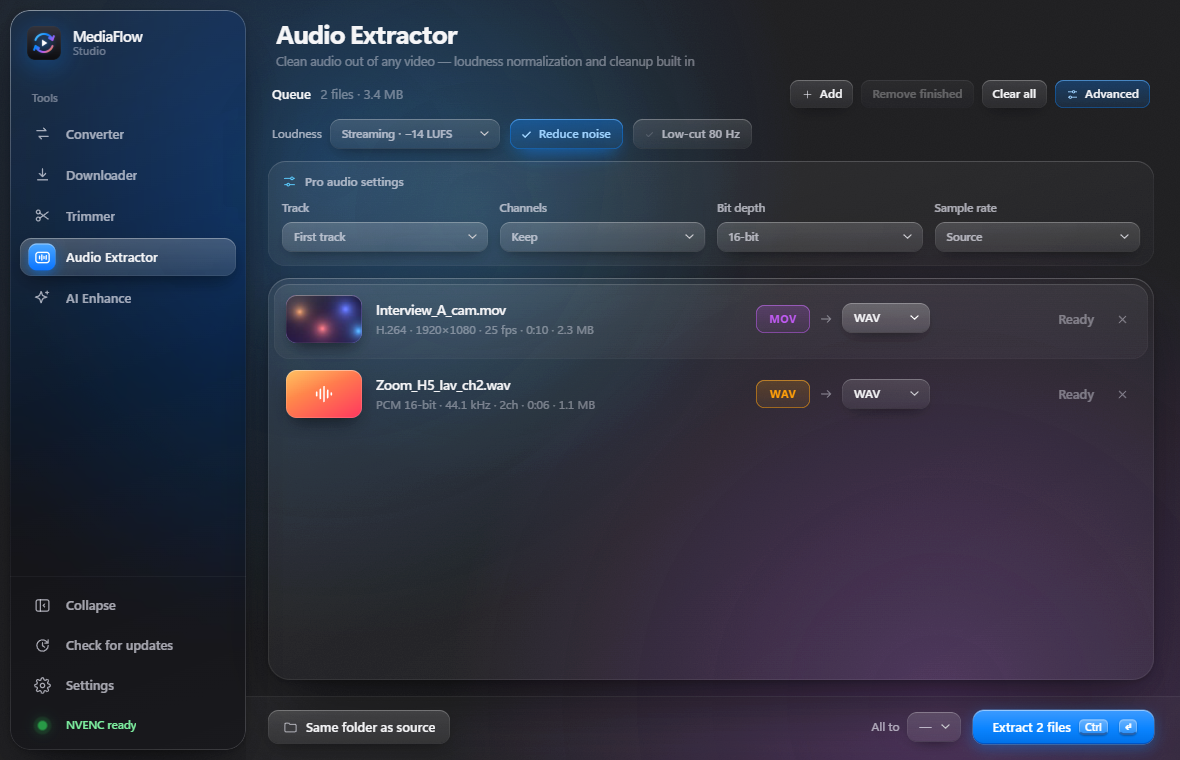 MediaFlow
Studio
Tools
Converter
Downloader
Trimmer
Audio Extractor
AI Enhance
Collapse
Check for updates
Settings
NVENC ready
Audio Extractor
Clean audio out of any video — loudness normalization and cleanup built in
Queue 2 files · 3.4 MB
Add Remove finished Clear all Advanced
Loudness Streaming · −14 LUFS Reduce noise Low-cut 80 Hz
Pro audio settings
Track Channels Bit depth Sample rate
First track Keep 16-bit Source
Interview_A_cam.mov
H.264 · 1920×1080 · 25 fps · 0:10 · 2.3 MB
MOV → WAV Ready
Zoom_H5_lav_ch2.wav
PCM 16-bit · 44.1 kHz · 2ch · 0:06 · 1.1 MB
WAV → WAV Ready
Same folder as source
All to —
Extract 2 files Ctrl ⏎